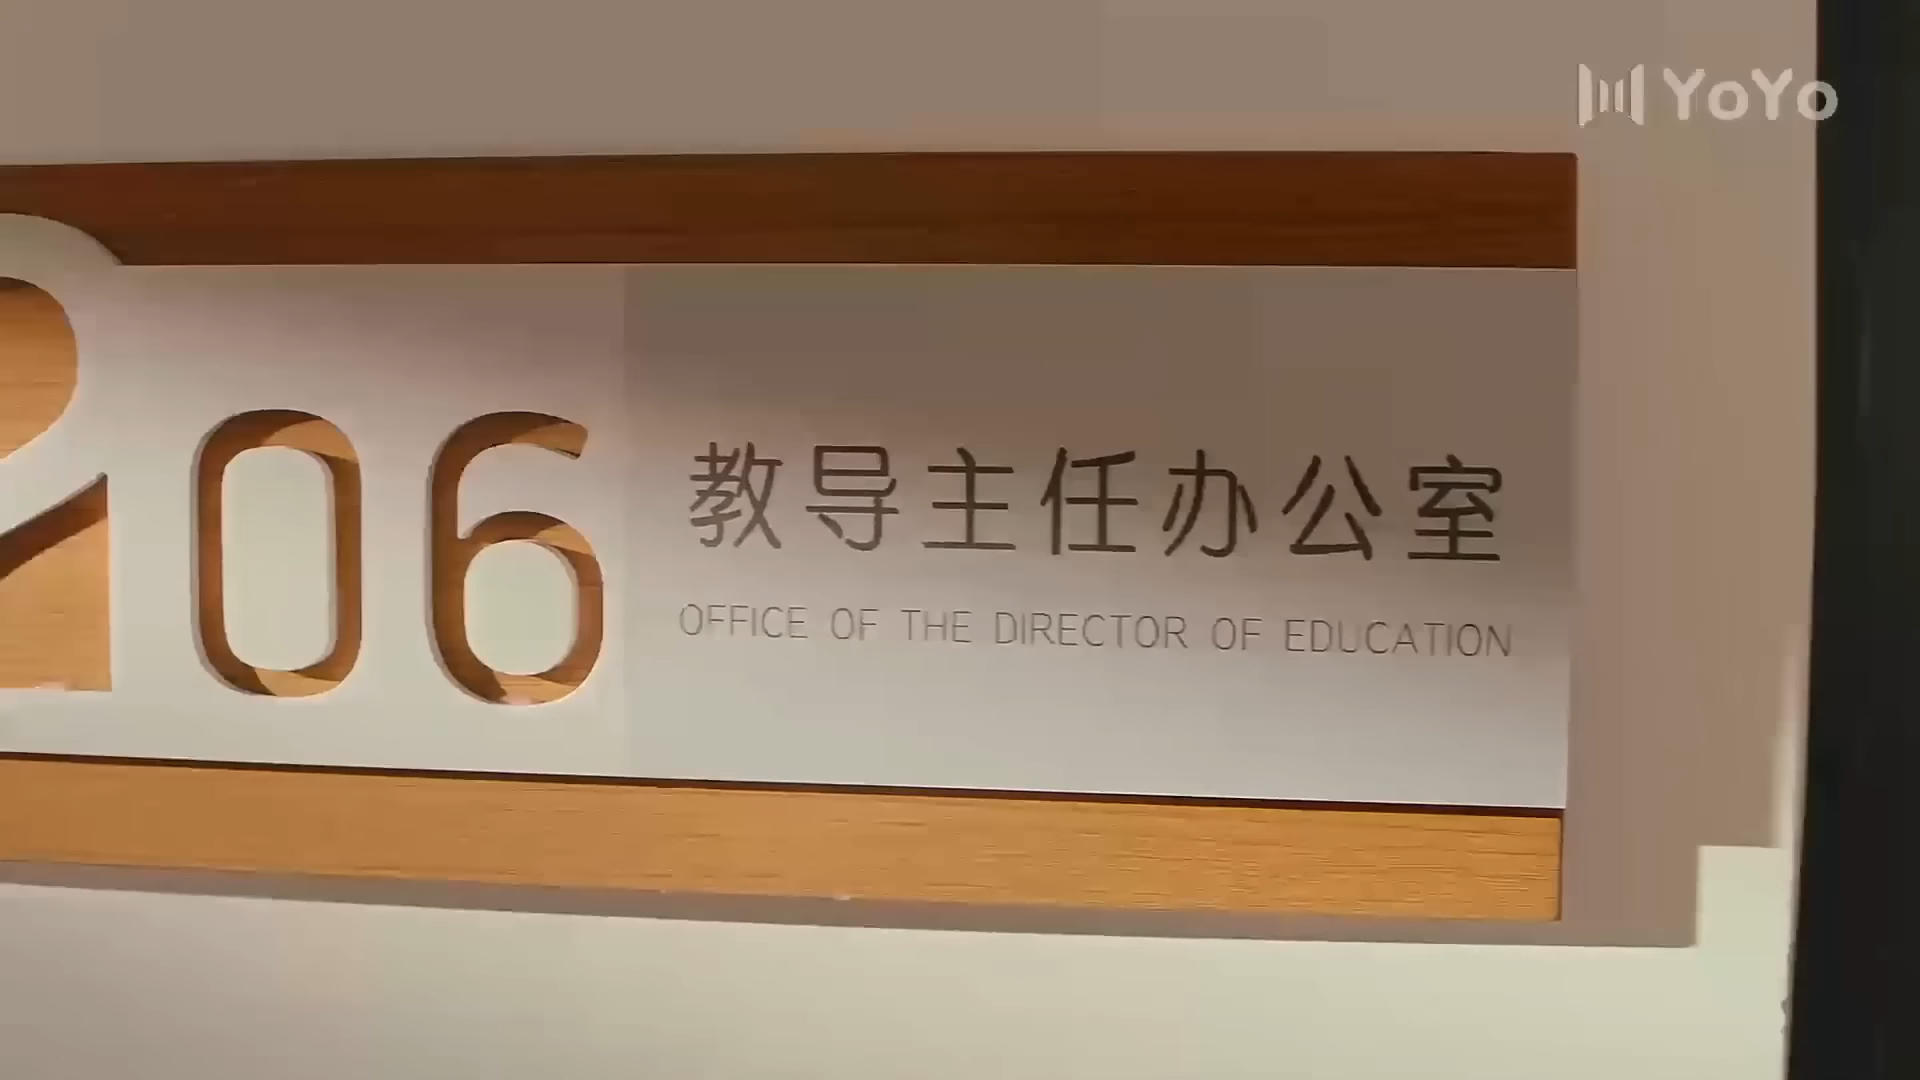 YoYo
206
教导主任办公室
OFFICE OF THE DIRECTOR OF EDUCATION